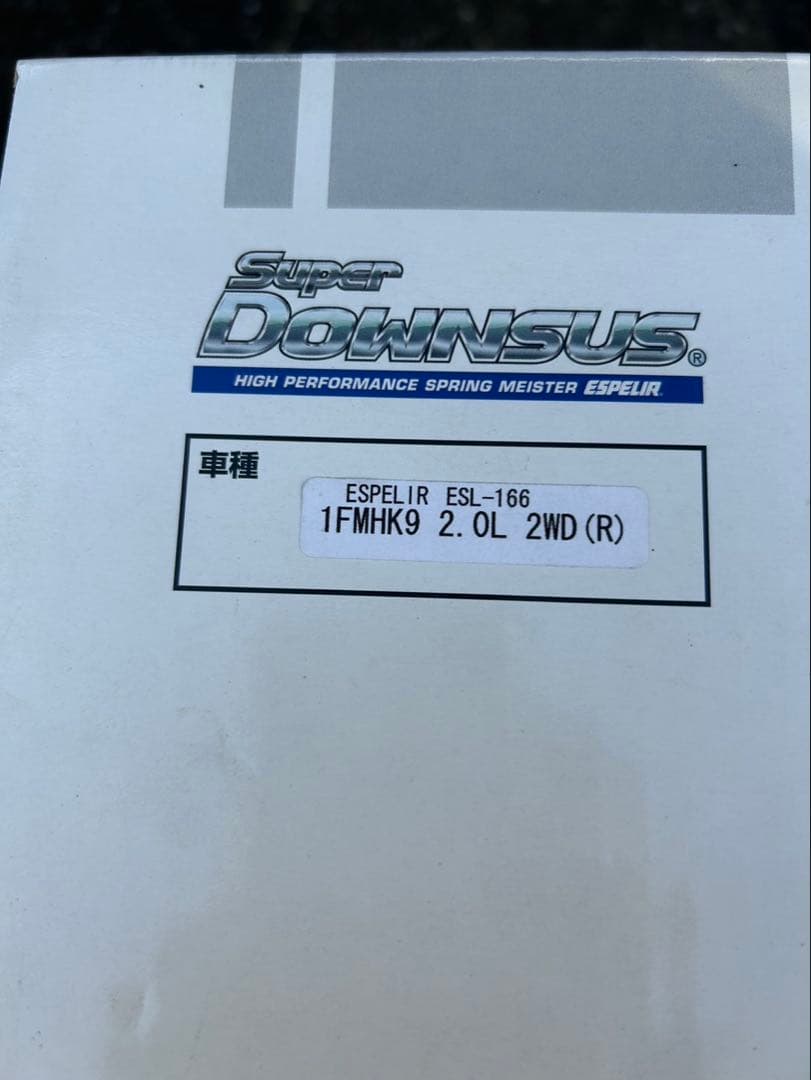 Super
DOWNSUS®
HIGH PERFORMANCE SPRING MEISTER ESPELIR
車種
ESPELIR ESL-166
1FMHK9 2.0L 2WD(R)